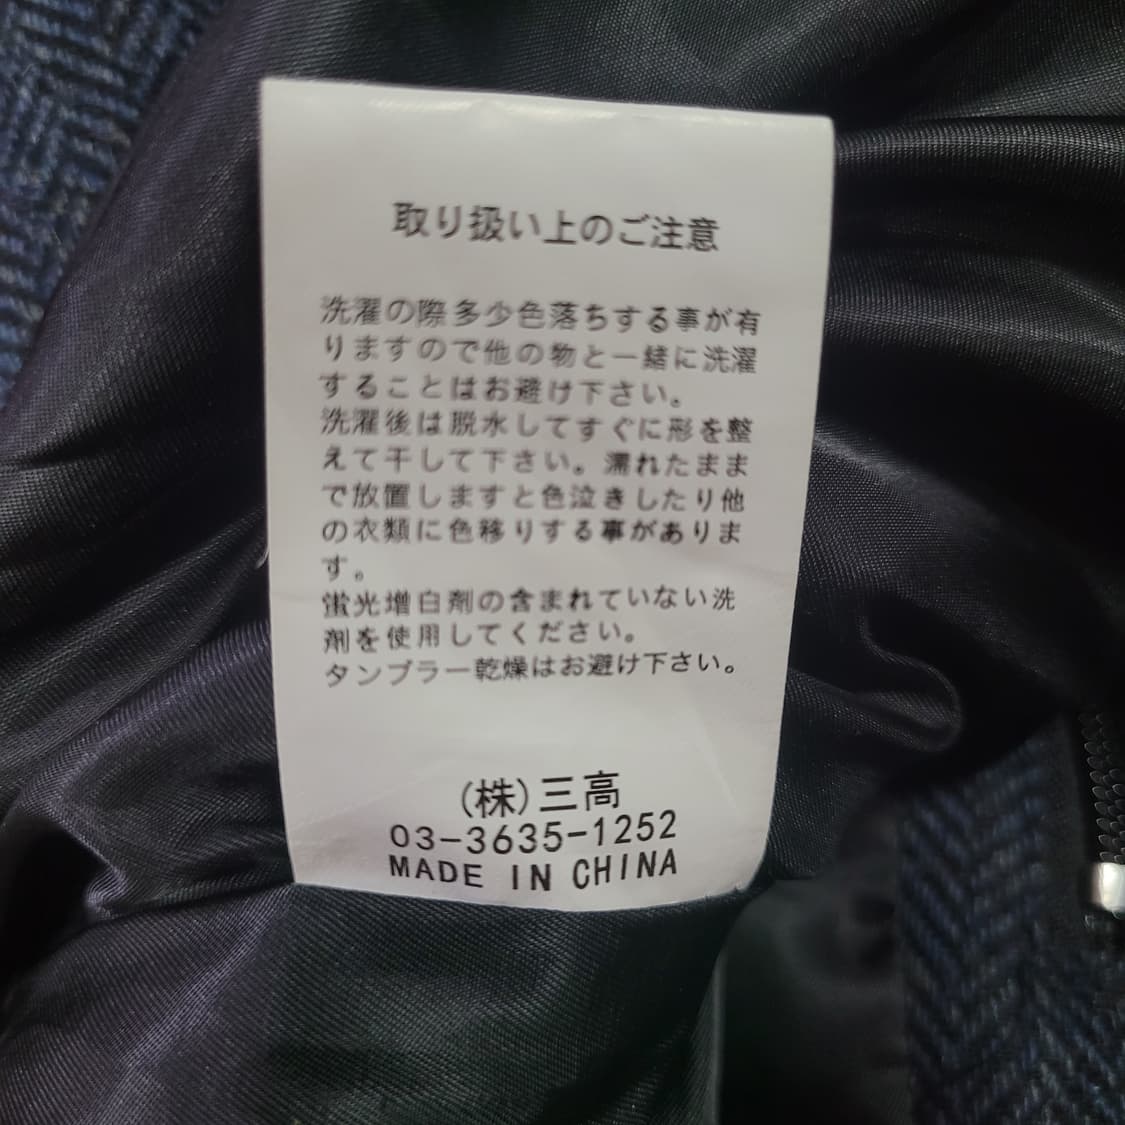 取り扱い上のご注意
洗濯の際多少色落ちする事が有
りますので他の物と一緒に洗濯
することはお避け下さい。
洗濯後は脱水してすぐに形を整
えて干して下さい。濡れたまま
で放置しますと色泣きしたり他
の衣類に色移りする事がありま
す。
蛍光増白剤の含まれていない洗
剤を使用してください。
タンブラー乾燥はお避け下さい。
(株)三高
03-3635-1252
MADE IN CHINA